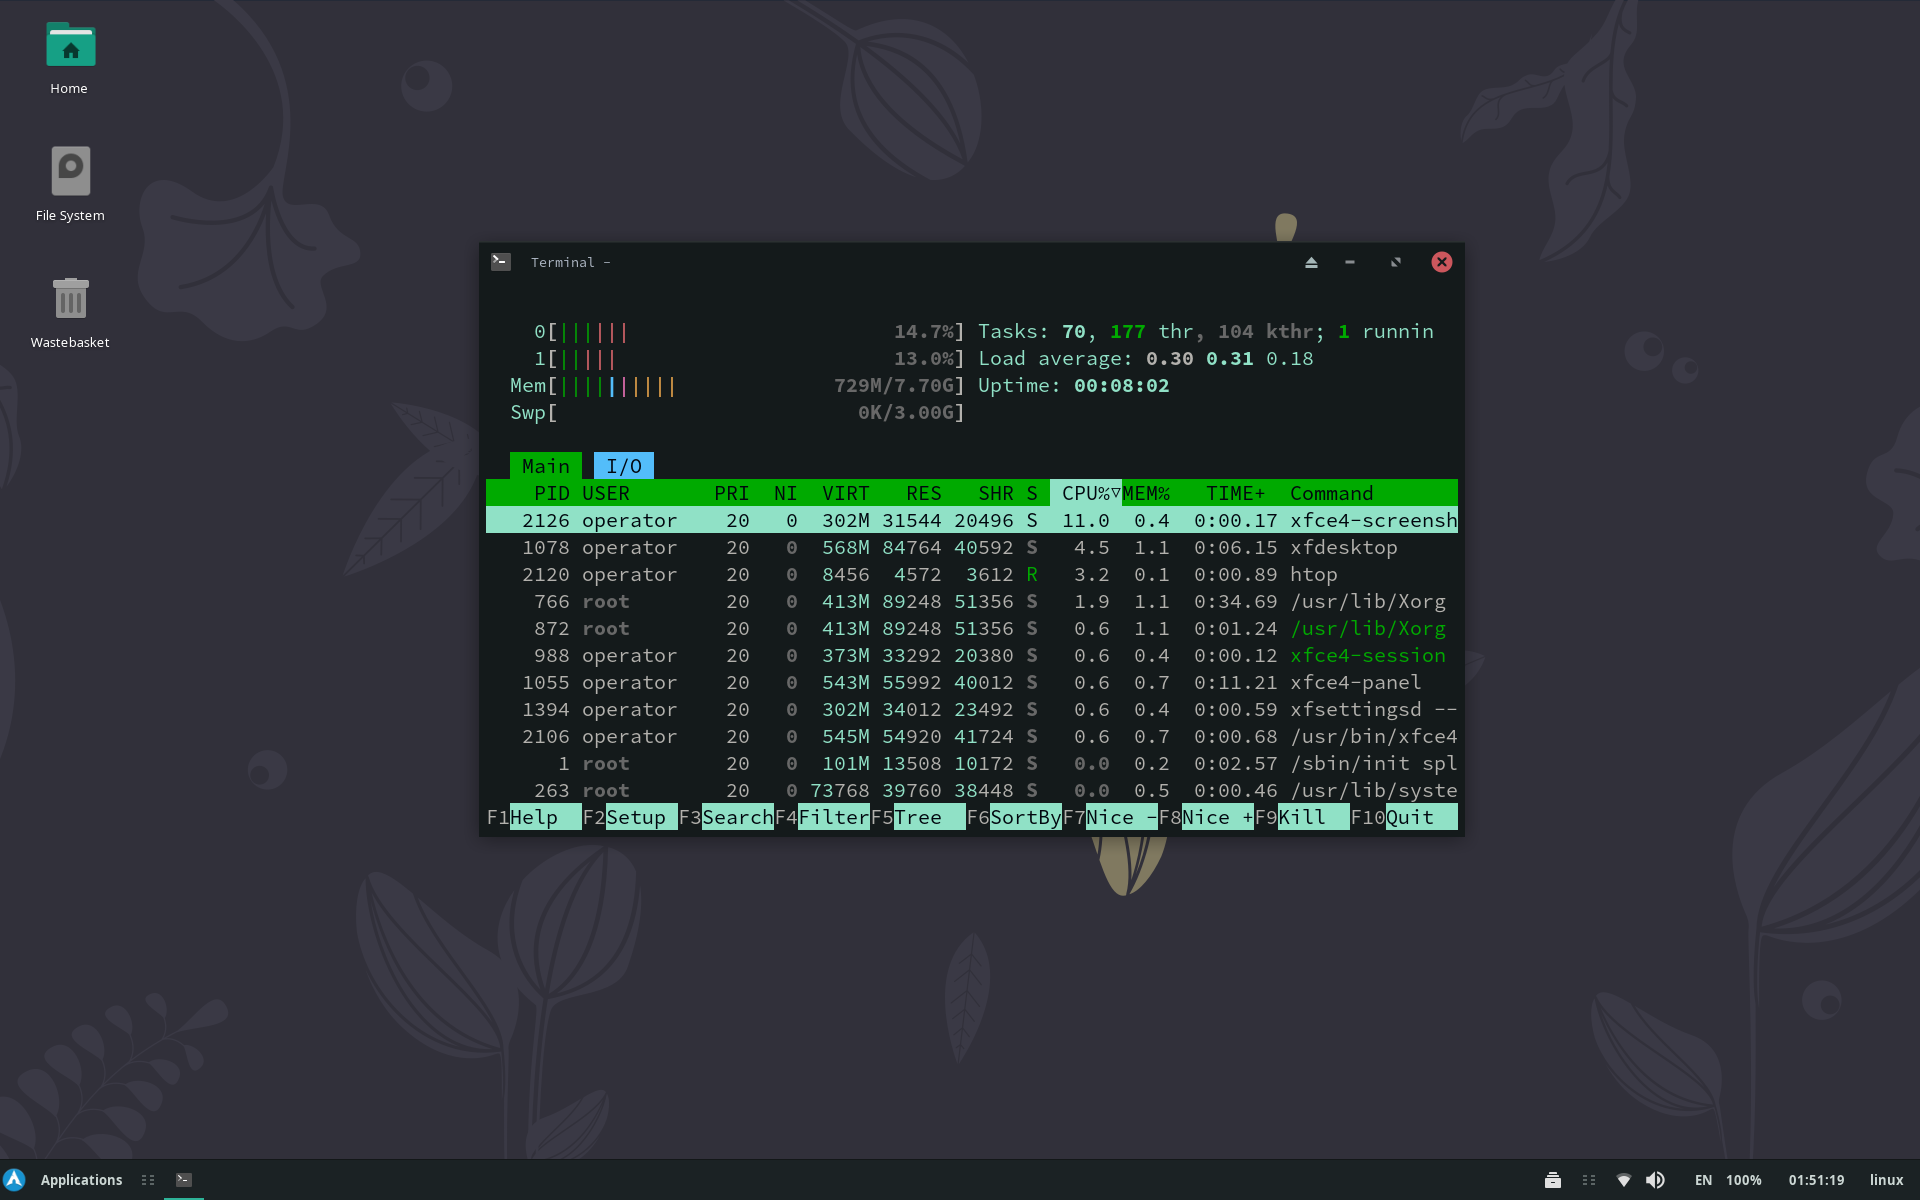 Home
File System
Wastebasket
Terminal -
0[|||||| 14.7%] Tasks: 70, 177 thr, 104 kthr; 1 runnin
1[||||| 13.0%] Load average: 0.30 0.31 0.18
Mem[|||||||||| 729M/7.70G] Uptime: 00:08:02
Swp[ 0K/3.00G]
Main I/O
PID USER PRI NI VIRT RES SHR S CPU%▽MEM% TIME+ Command
2126 operator 20 0 302M 31544 20496 S 11.0 0.4 0:00.17 xfce4-screensh
1078 operator 20 0 568M 84764 40592 S 4.5 1.1 0:06.15 xfdesktop
2120 operator 20 0 8456 4572 3612 R 3.2 0.1 0:00.89 htop
766 root 20 0 413M 89248 51356 S 1.9 1.1 0:34.69 /usr/lib/Xorg
872 root 20 0 413M 89248 51356 S 0.6 1.1 0:01.24 /usr/lib/Xorg
988 operator 20 0 373M 33292 20380 S 0.6 0.4 0:00.12 xfce4-session
1055 operator 20 0 543M 55992 40012 S 0.6 0.7 0:11.21 xfce4-panel
1394 operator 20 0 302M 34012 23492 S 0.6 0.4 0:00.59 xfsettingsd --
2106 operator 20 0 545M 54920 41724 S 0.6 0.7 0:00.68 /usr/bin/xfce4
1 root 20 0 101M 13508 10172 S 0.0 0.2 0:02.57 /sbin/init spl
263 root 20 0 73768 39760 38448 S 0.0 0.5 0:00.46 /usr/lib/syste
F1Help F2Setup F3SearchF4FilterF5Tree F6SortByF7Nice -F8Nice +F9Kill F10Quit
Applications EN 100% 01:51:19 linux